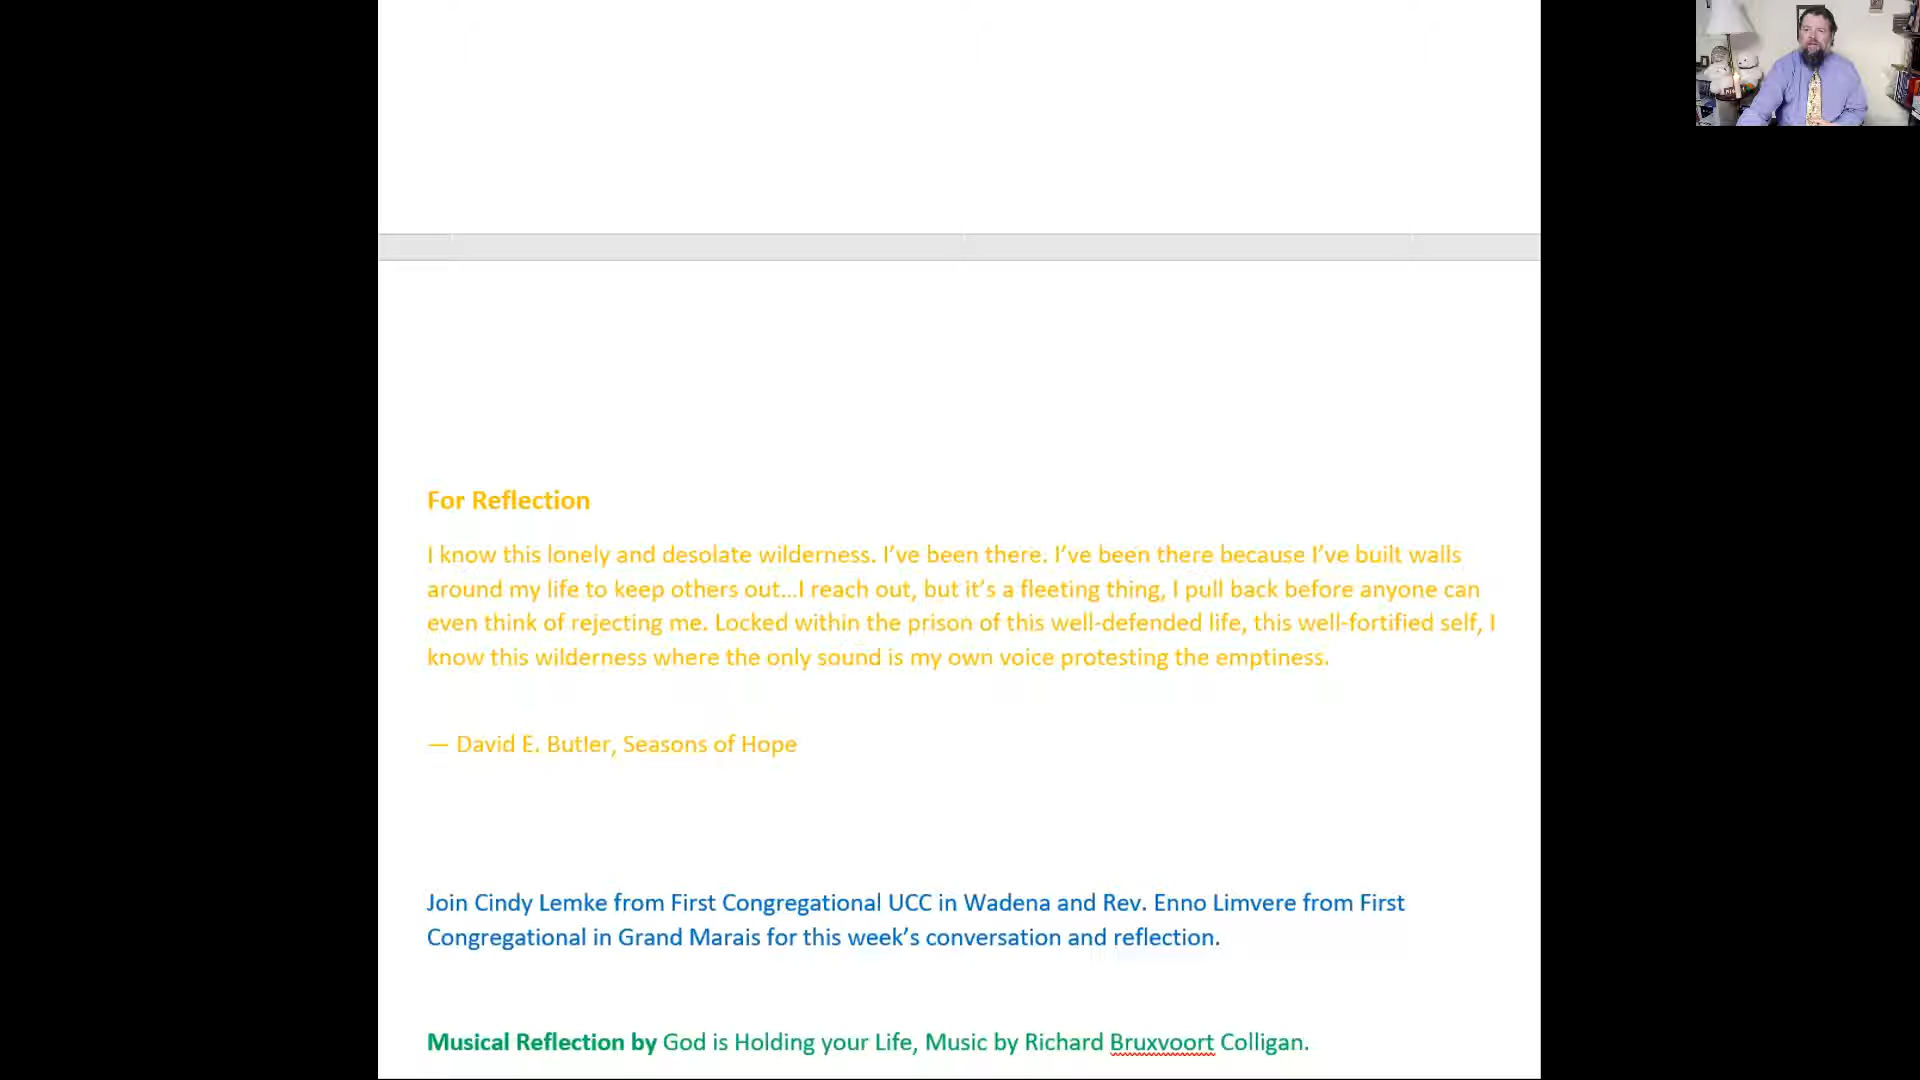 For Reflection
I know this lonely and desolate wilderness. I’ve been there. I’ve been there because I’ve built walls
around my life to keep others out…I reach out, but it’s a fleeting thing, I pull back before anyone can
even think of rejecting me. Locked within the prison of this well-defended life, this well-fortified self, I
know this wilderness where the only sound is my own voice protesting the emptiness.
— David E. Butler, Seasons of Hope
Join Cindy Lemke from First Congregational UCC in Wadena and Rev. Enno Limvere from First
Congregational in Grand Marais for this week’s conversation and reflection.
Musical Reflection by God is Holding your Life, Music by Richard Bruxvoort Colligan.